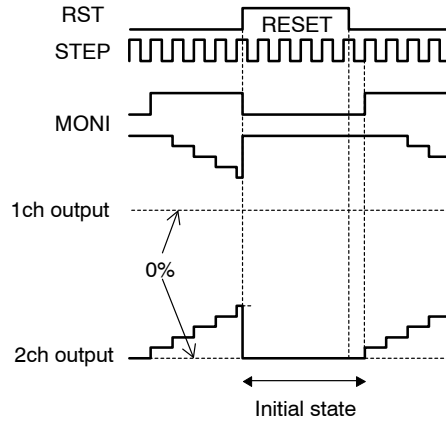 RST
RESET
STEP
MONI
1ch output
0%
2ch output
Initial state